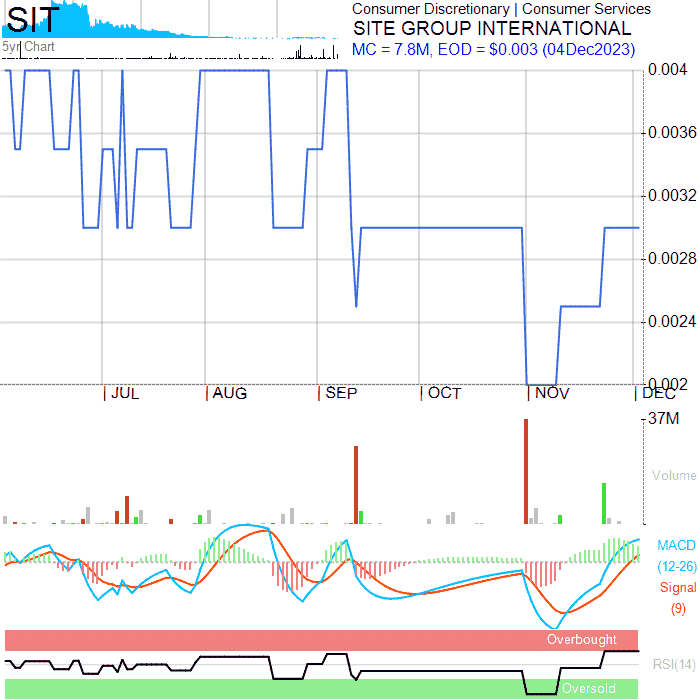 SIT
5yr Chart
Consumer Discretionary | Consumer Services
SITE GROUP INTERNATIONAL
MC = 7.8M, EOD = $0.003 (04Dec2023)
0.004
0.0036
0.0032
0.0028
0.0024
0.002
JUL AUG SEP OCT NOV DEC
37M
Volume
MACD
(12-26)
Signal
(9)
Overbought
RSI(14)
Oversold